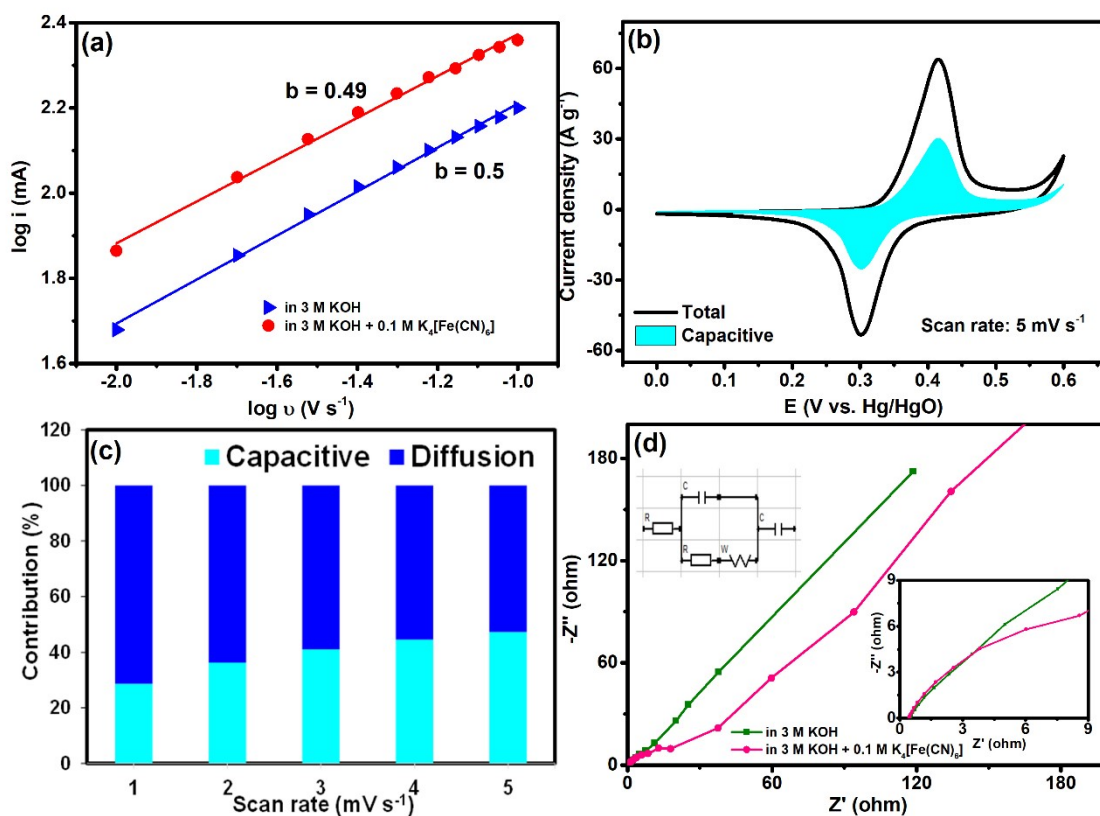 (a)
2.4
2.2
2.0
1.8
1.6
log i (mA)
b = 0.49
b = 0.5
in 3 M KOH
in 3 M KOH + 0.1 M K₄[Fe(CN)₆]
-2.0 -1.8 -1.6 -1.4 -1.2 -1.0
log υ (V s⁻¹)
(b)
60
30
0
-30
-60
Current density (A g⁻¹)
Total
Capacitive
Scan rate: 5 mV s⁻¹
0.0 0.1 0.2 0.3 0.4 0.5 0.6
E (V vs. Hg/HgO)
(c)
Capacitive Diffusion
120
100
80
60
40
20
0
Contribution (%)
1 2 3 4 5
Scan rate (mV s⁻¹)
(d)
180
120
60
0
-Z'' (ohm)
C
R
C
R W
9
6
3
0
-Z'' (ohm)
0 3 6 9
Z' (ohm)
in 3 M KOH
in 3 M KOH + 0.1 M K₄[Fe(CN)₆]
0 60 120 180
Z' (ohm)